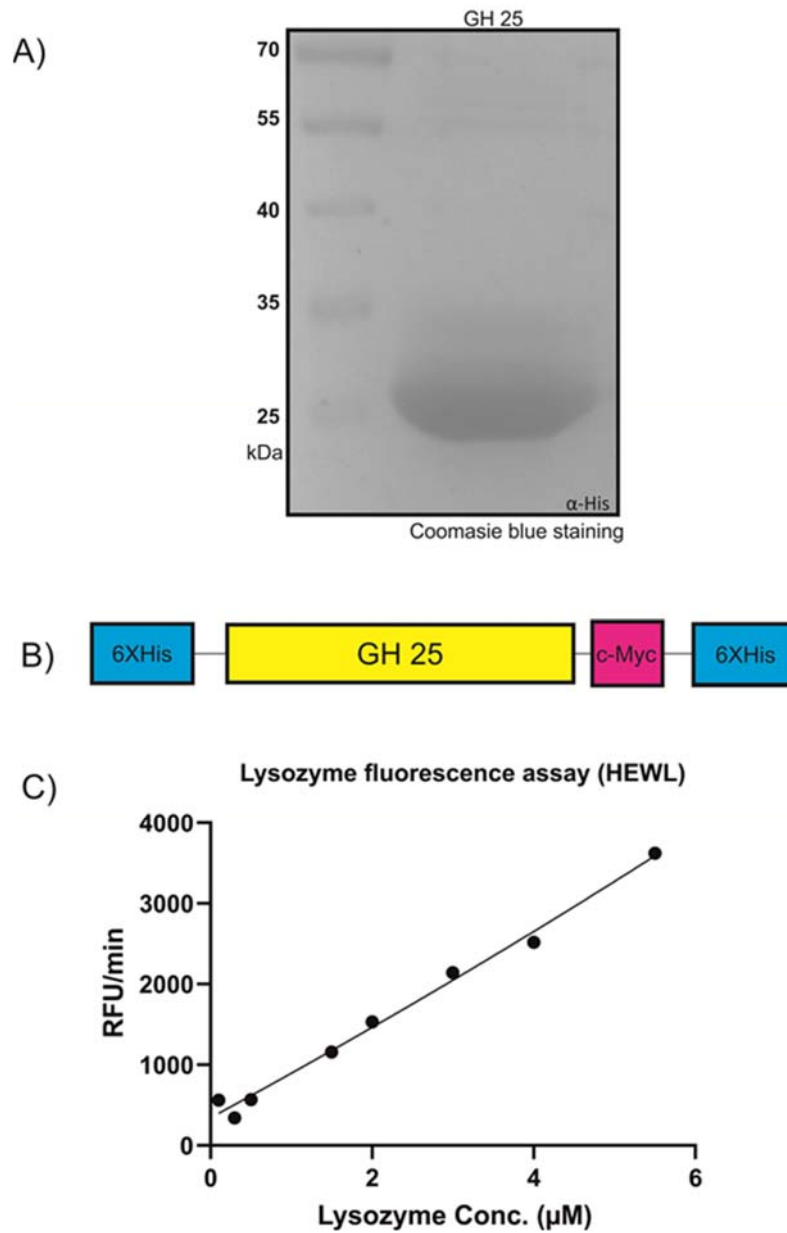 A)
GH 25
70
55
40
35
25
kDa
α-His
Coomasie blue staining
B)
6XHis
GH 25
c-Myc
6XHis
C)
Lysozyme fluorescence assay (HEWL)
RFU/min
4000
3000
2000
1000
0
0 2 4 6
Lysozyme Conc. (µM)